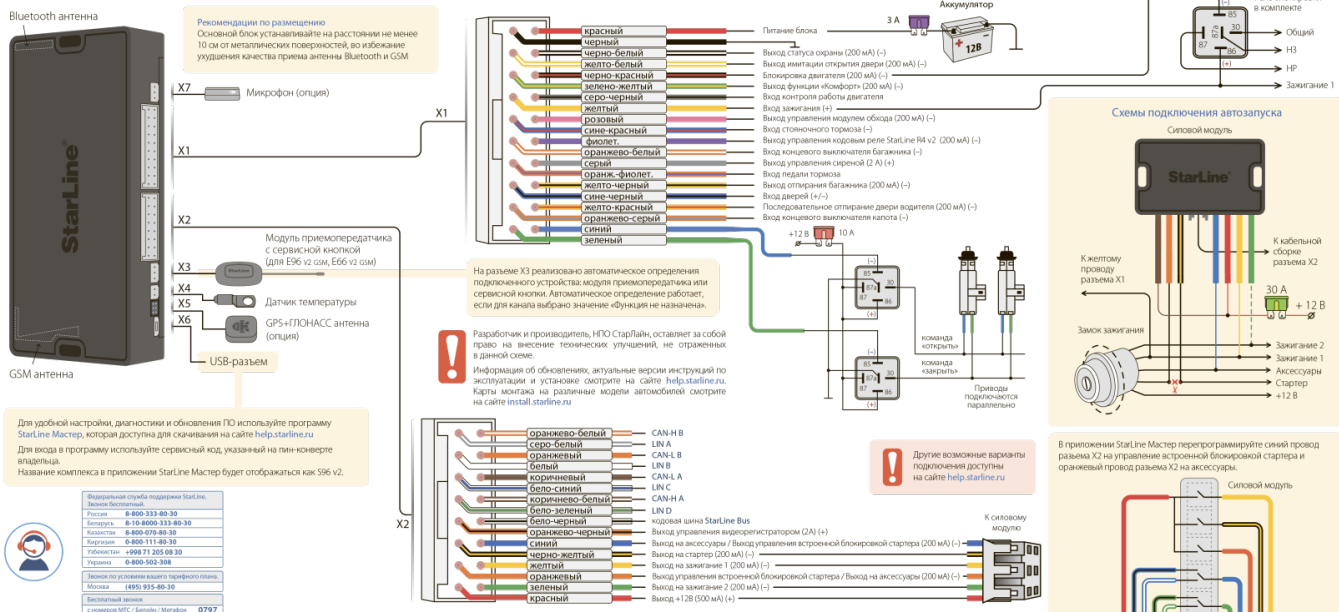 Bluetooth антенна
Рекомендации по размещению
Основной блок устанавливайте на расстоянии не менее
10 см от металлических поверхностей, во избежание
ухудшения качества приема антенны Bluetooth и GSM
StarLine
X7
Микрофон (опция)
X1
X2
X3
X4
X5
X6
Модуль приемопередатчика
с сервисной кнопкой
(для E96 v2 GSM, E66 v2 GSM)
StarLine
Датчик температуры
GPS+ГЛОНАСС антенна
(опция)
USB-разъем
GSM антенна
X1
красный
Питание блока
черный
черно-белый
Выход статуса охраны (200 мА) (–)
желто-белый
Выход имитации открытия двери (200 мА) (–)
черно-красный
Блокировка двигателя (200 мА) (–)
зелено-желтый
Выход функции «Комфорт» (200 мА) (–)
серо-черный
Вход контроля работы двигателя
желтый
Вход зажигания (+)
розовый
Выход управления модулем обхода (200 мА) (–)
сине-красный
Вход стояночного тормоза (–)
фиолет.
Выход управления кодовым реле StarLine R4 v2 (200 мА) (–)
оранжево-белый
Вход концевого выключателя багажника (–)
серый
Выход управления сиреной (2 А) (+)
оранж.-фиолет.
Вход педали тормоза
желто-черный
Выход отпирания багажника (200 мА) (–)
сине-черный
Вход дверей (+/–)
желто-красный
Последовательное отпирание двери водителя (200 мА) (–)
оранжево-серый
Вход концевого выключателя капота (–)
синий
зеленый
3 А
Аккумулятор
12В
(–)
85
87a
30
87
86
(+)
в комплекте
Общий
НЗ
НР
Зажигание 1
+12 В
10 А
(–)
85
87a
30
87
86
(+)
(–)
85
87a
30
87
86
(+)
команда
«открыть»
команда
«закрыть»
Приводы
подключаются
параллельно
На разъеме X3 реализовано автоматическое определения
подключенного устройства: модуля приемопередатчика или
сервисной кнопки. Автоматическое определение работает,
если для канала выбрано значение «Функция не назначена».
Разработчик и производитель, НПО СтарЛайн, оставляет за собой
право на внесение технических улучшений, не отраженных
в данной схеме.
Информация об обновлениях, актуальные версии инструкций по
эксплуатации и установке смотрите на сайте help.starline.ru.
Карты монтажа на различные модели автомобилей смотрите
на сайте install.starline.ru
Схемы подключения автозапуска
Силовой модуль
StarLine
К кабельной
сборке
разъема X2
К желтому
проводу
разъема X1
30 А
+ 12 В
Замок зажигания
Зажигание 2
Зажигание 1
Аксессуары
Стартер
+12 В
Для удобной настройки, диагностики и обновления ПО используйте программу
StarLine Мастер, которая доступна для скачивания на сайте help.starline.ru
Для входа в программу используйте сервисный код, указанный на пин-конверте
владельца.
Название комплекса в приложении StarLine Мастер будет отображаться как S96 v2.
Федеральная служба поддержки StarLine.
Звонок бесплатный.
Россия 8-800-333-80-30
Беларусь 8-10-8000-333-80-30
Казахстан 8-800-070-80-30
Киргизия 0-800-111-80-30
Узбекистан +998 71 205 08 30
Украина 0-800-502-308
Звонок по условиям вашего тарифного плана.
Москва (495) 935-80-30
Бесплатный звонок
с номеров МТС / Билайн / Мегафон 0797
X2
оранжево-белый
CAN-H B
серо-белый
LIN A
оранжевый
CAN-L B
белый
LIN B
коричневый
CAN-L A
бело-синий
LIN C
коричнево-белый
CAN-H A
бело-зеленый
LIN D
бело-черный
кодовая шина StarLine Bus
оранжево-черный
Выход управления видеорегистратором (2А) (+)
синий
Выход на аксессуары / Выход управления встроенной блокировкой стартера (200 мА) (–)
черно-желтый
Выход на стартер (200 мА) (–)
желтый
Выход на зажигание 1 (200 мА) (–)
оранжевый
Выход управления встроенной блокировкой стартера / Выход на аксессуары (200 мА) (–)
зеленый
Выход на зажигание 2 (200 мА) (–)
красный
Выход +12В (500 мА) (+)
Другие возможные варианты
подключения доступны
на сайте help.starline.ru
К силовому
модулю
В приложении StarLine Мастер перепрограммируйте синий провод
разъема X2 на управление встроенной блокировкой стартера и
оранжевый провод разъема X2 на аксессуары.
Силовой модуль